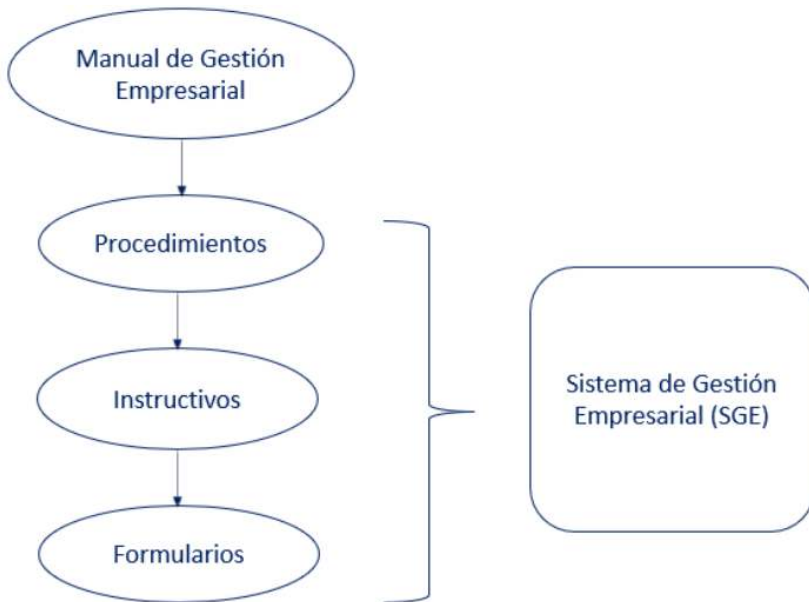 Manual de Gestión
Empresarial
Procedimientos
Instructivos
Formularios
Sistema de Gestión
Empresarial (SGE)